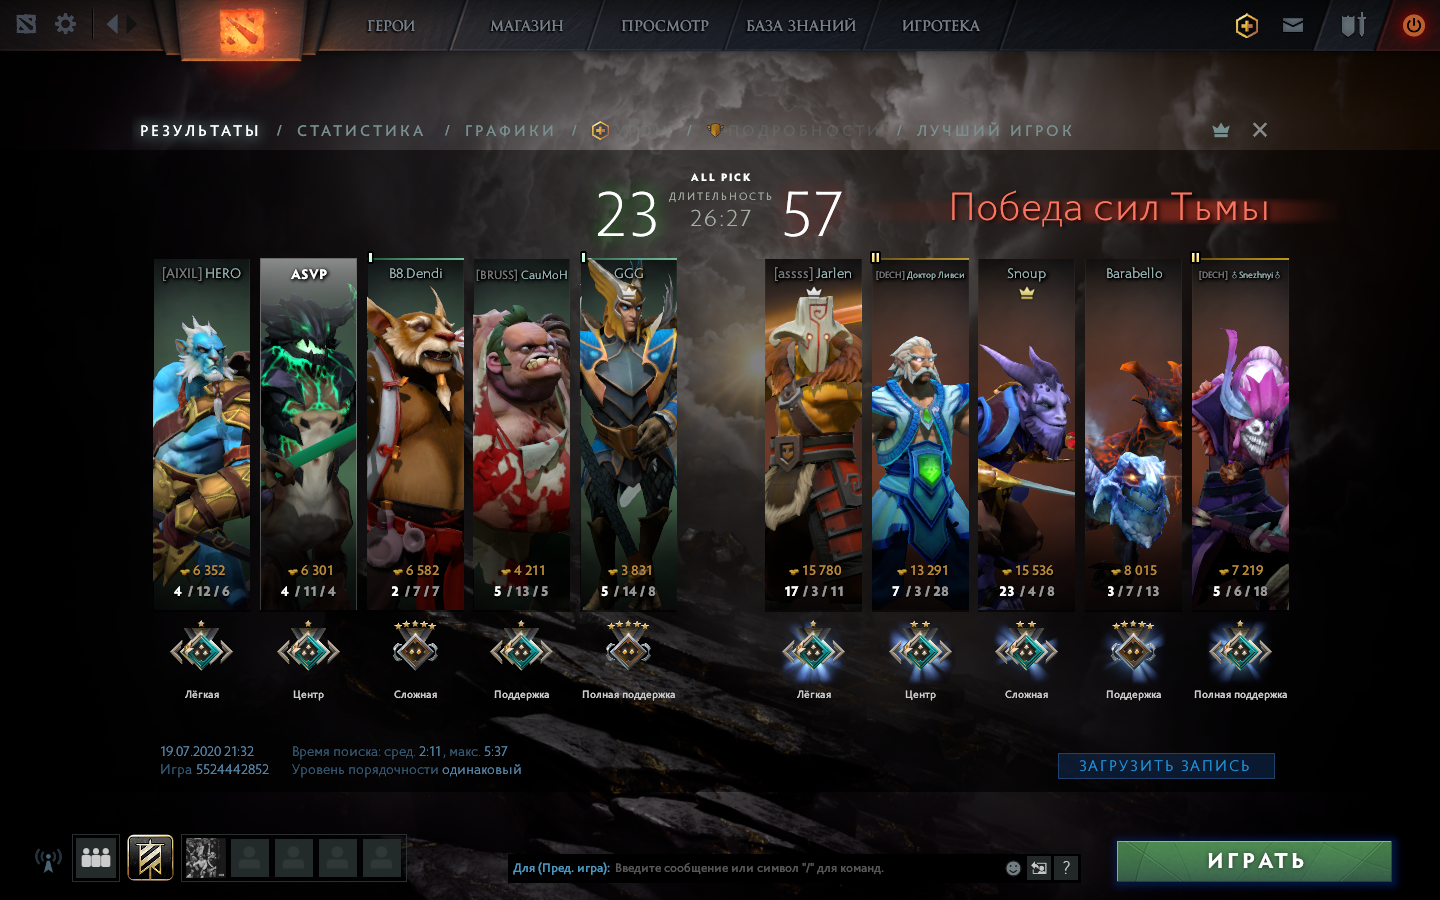 ГЕРОИ МАГАЗИН ПРОСМОТР БАЗА ЗНАНИЙ ИГРОТЕКА
РЕЗУЛЬТАТЫ / СТАТИСТИКА / ГРАФИКИ / / ПОДРОБНОСТИ / ЛУЧШИЙ ИГРОК
ALL PICK
23 ДЛИТЕЛЬНОСТЬ 57
26:27
Победа сил Тьмы
[AIXIL] HERO ASVP B8.Dendi [BRUSS] CauMoH GGG [assss] Jarlen [DECH] Доктор Ливси Snoup Barabello [DECH] ♁Snezhnyi♁
6 352 6 301 6 582 4 211 3 831 15 780 13 291 15 536 8 015 7 219
4 / 12 / 6 4 / 11 / 4 2 / 7 / 7 5 / 13 / 5 5 / 14 / 8 17 / 3 / 11 7 / 3 / 28 23 / 4 / 8 3 / 7 / 13 5 / 6 / 18
Лёгкая Центр Сложная Поддержка Полная поддержка Лёгкая Центр Сложная Поддержка Полная поддержка
19.07.2020 21:32 Время поиска: сред. 2:11, макс. 5:37
Игра 5524442852 Уровень порядочности одинаковый
ЗАГРУЗИТЬ ЗАПИСЬ
Для (Пред. игра): Введите сообщение или символ "/" для команд. ?
ИГРАТЬ